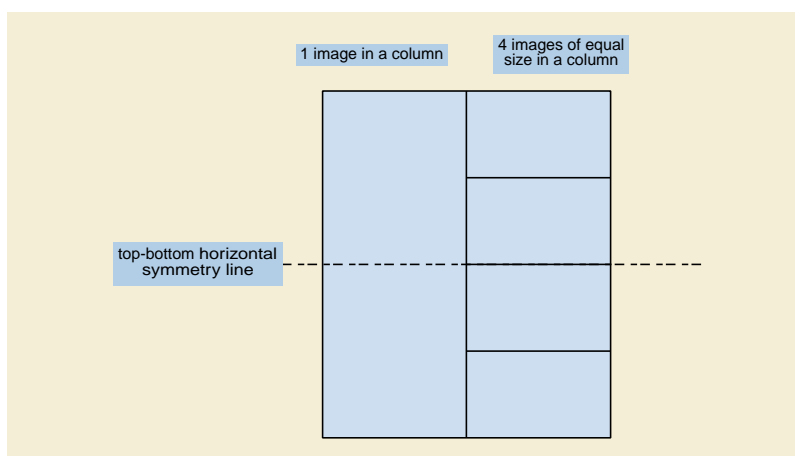 1 image in a column
4 images of equal
size in a column
top-bottom horizontal
symmetry line